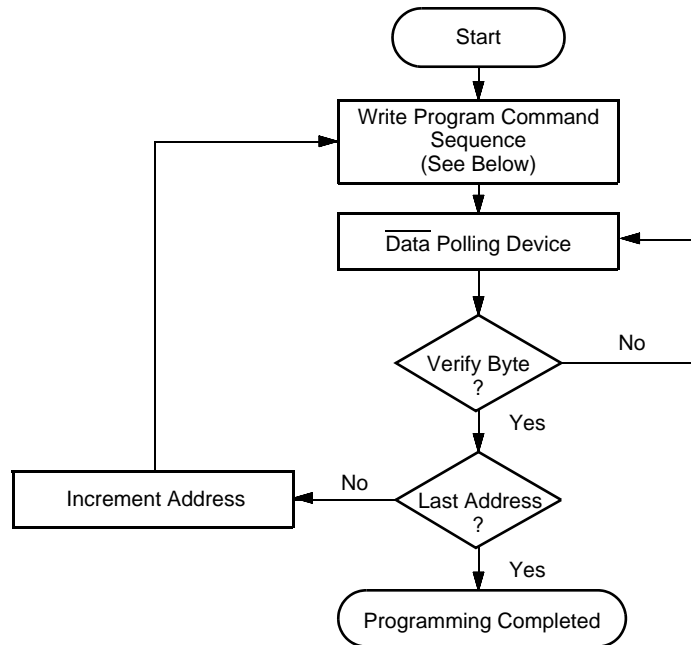 Start
Write Program Command
Sequence
(See Below)
Data Polling Device
Verify Byte
?
No
Yes
Increment Address
No
Last Address
?
Yes
Programming Completed